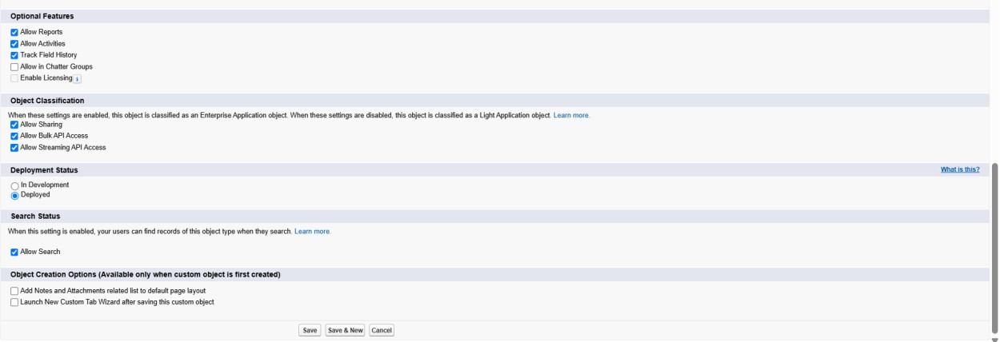 Optional Features
Allow Reports
Allow Activities
Track Field History
Allow in Chatter Groups
Enable Licensing i
Object Classification
When these settings are enabled, this object is classified as an Enterprise Application object. When these settings are disabled, this object is classified as a Light Application object. Learn more.
Allow Sharing
Allow Bulk API Access
Allow Streaming API Access
Deployment Status What is this?
In Development
Deployed
Search Status
When this setting is enabled, your users can find records of this object type when they search. Learn more.
Allow Search
Object Creation Options (Available only when custom object is first created)
Add Notes and Attachments related list to default page layout
Launch New Custom Tab Wizard after saving this custom object
Save Save & New Cancel